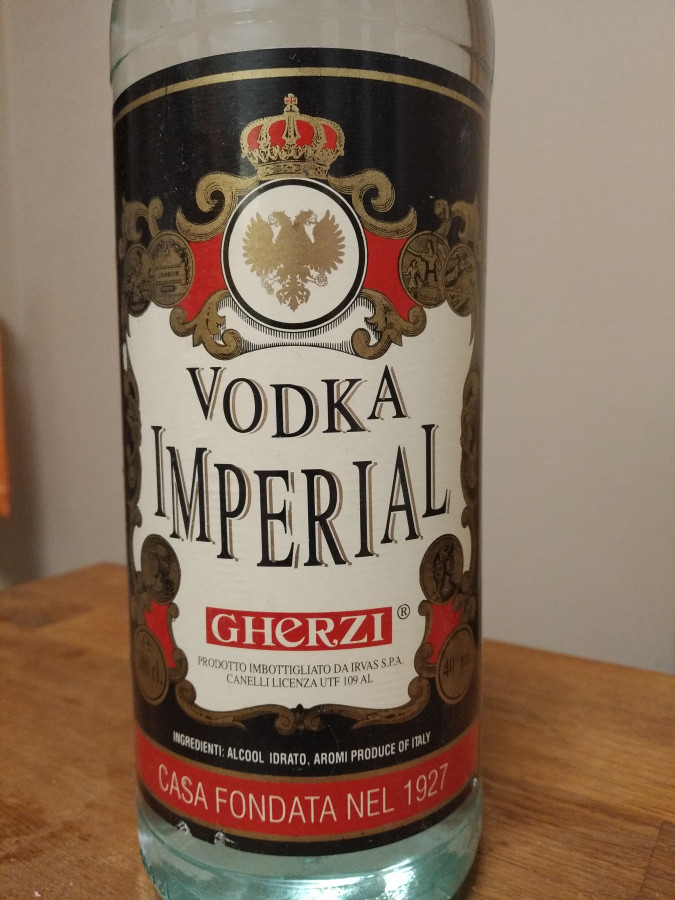 LONDON
VODKA
IMPERIAL
GHERZI ®
PRODOTTO IMBOTTIGLIATO DA IRVAS S.P.A.
CANELLI LICENZA UTF 109 AL
INGREDIENTI: ALCOOL IDRATO, AROMI PRODUCE OF ITALY
CASA FONDATA NEL 1927